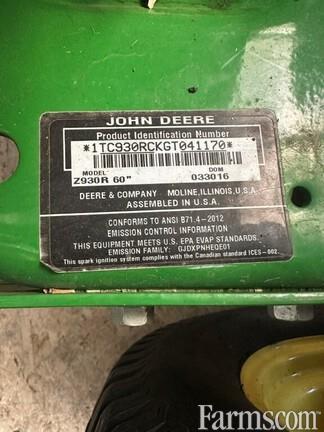 JOHN DEERE
Product Identification Number
*1TC930RCKGT041170*
MODEL DOM
Z930R 60" 033016
DEERE & COMPANY MOLINE, ILLINOIS, U.S.A.
ASSEMBLED IN U.S.A.
CONFORMS TO ANSI B71.4-2012
EMISSION CONTROL INFORMATION
THIS EQUIPMENT MEETS U.S. EPA EVAP STANDARDS.
EMISSION FAMILY: GJDXPNHEQE01
This spark ignition system complies with the Canadian standard ICES-002.
Farms.com®